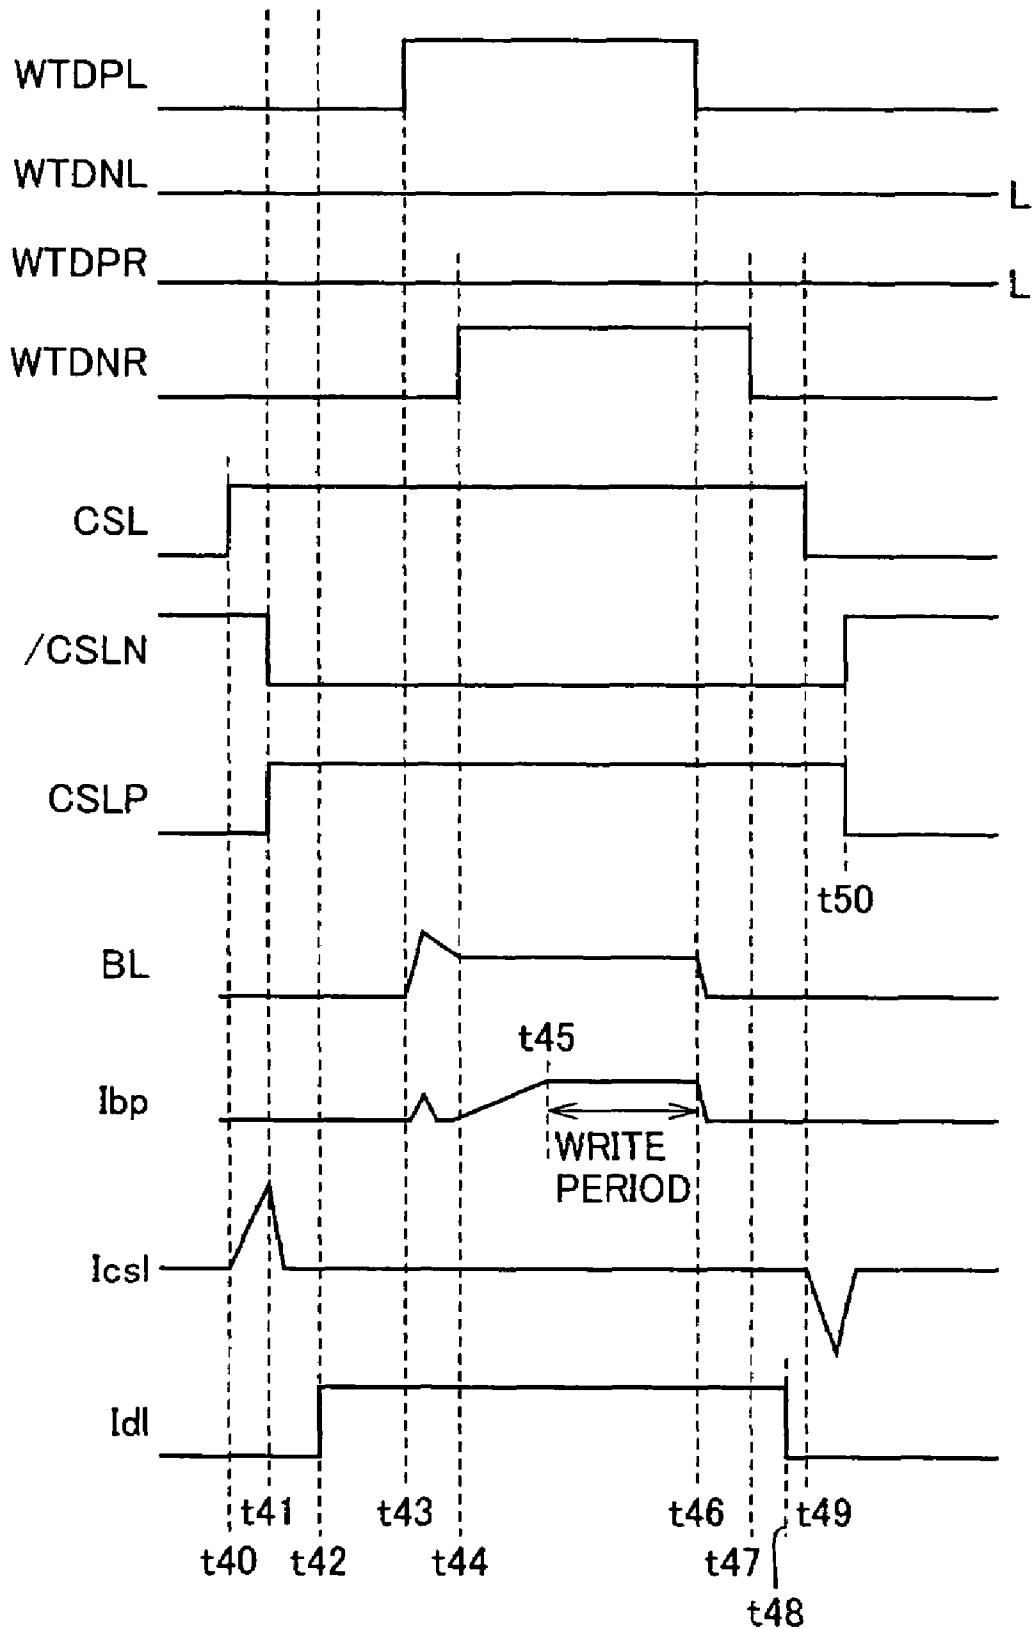 WTDPL
WTDNL
L
WTDPR
L
WTDNR
CSL
/CSLN
CSLP
t50
BL
t45
Ibp
WRITE
PERIOD
Icsl
Idl
t41
t43
t46
t49
t40
t42
t44
t47
t48